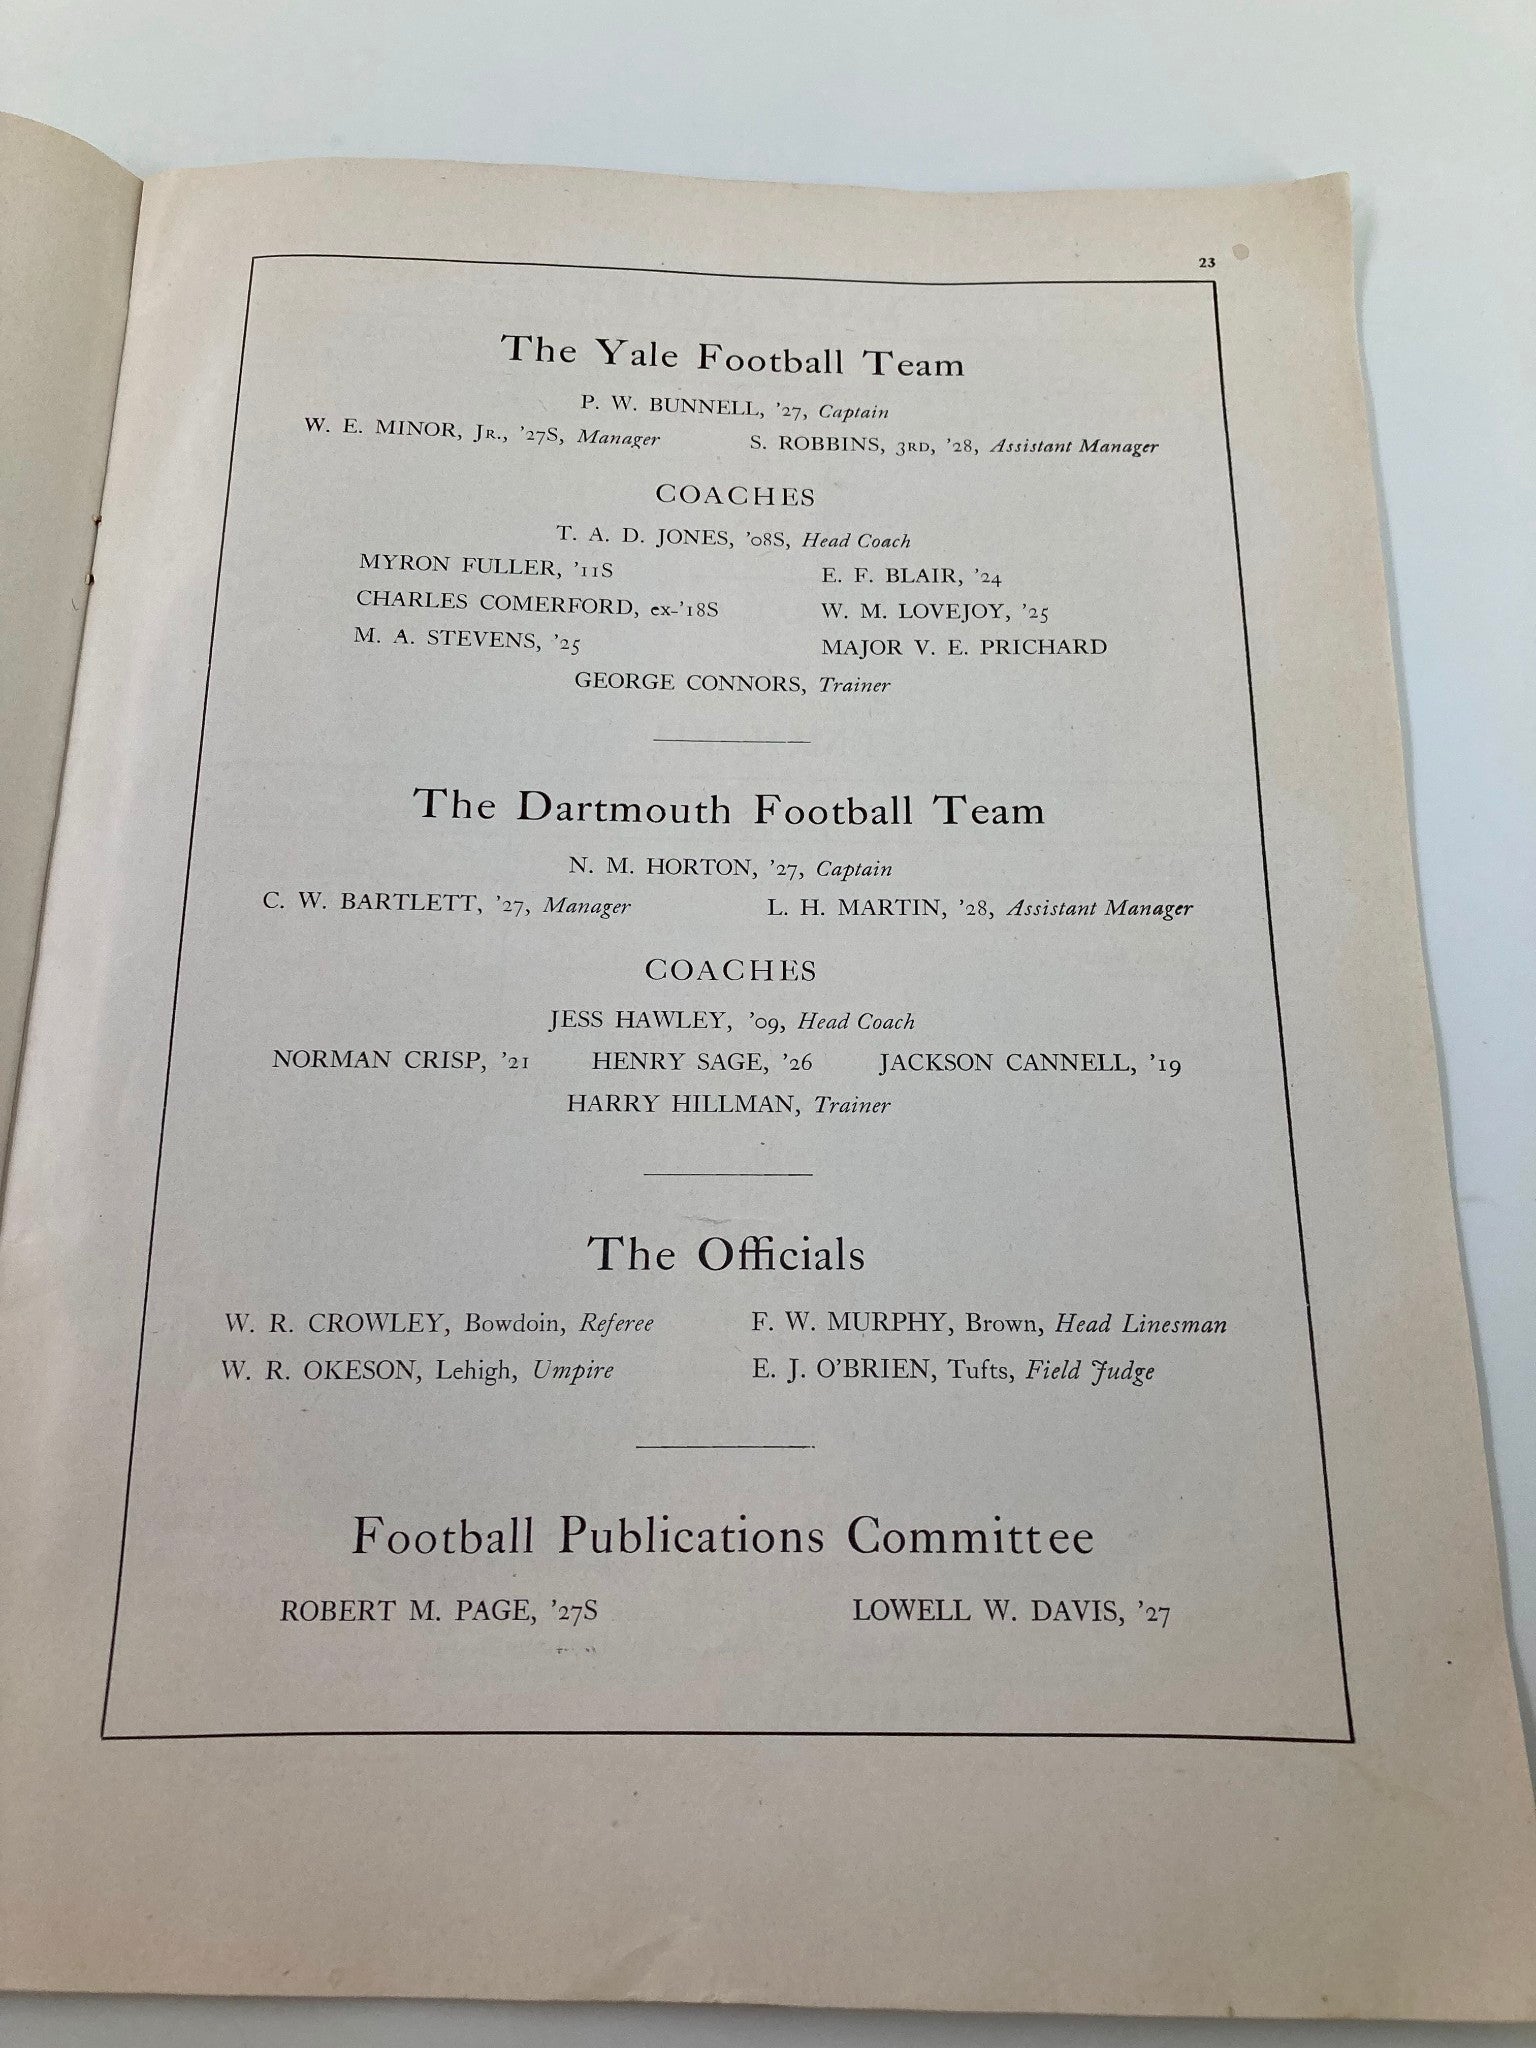 23
The Yale Football Team
P. W. BUNNELL, '27, Captain
W. E. MINOR, JR., '27S, Manager S. ROBBINS, 3RD, '28, Assistant Manager
COACHES
T. A. D. JONES, '08S, Head Coach
MYRON FULLER, '11S E. F. BLAIR, '24
CHARLES COMERFORD, ex-'18S W. M. LOVEJOY, '25
M. A. STEVENS, '25 MAJOR V. E. PRICHARD
GEORGE CONNORS, Trainer
The Dartmouth Football Team
N. M. HORTON, '27, Captain
C. W. BARTLETT, '27, Manager L. H. MARTIN, '28, Assistant Manager
COACHES
JESS HAWLEY, '09, Head Coach
NORMAN CRISP, '21 HENRY SAGE, '26 JACKSON CANNELL, '19
HARRY HILLMAN, Trainer
The Officials
W. R. CROWLEY, Bowdoin, Referee F. W. MURPHY, Brown, Head Linesman
W. R. OKESON, Lehigh, Umpire E. J. O'BRIEN, Tufts, Field Judge
Football Publications Committee
ROBERT M. PAGE, '27S LOWELL W. DAVIS, '27